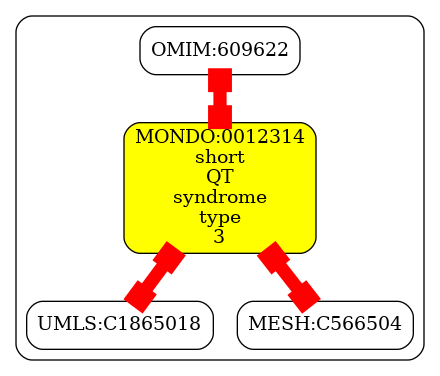 OMIM:609622
MONDO:0012314
short
QT
syndrome
type
3
UMLS:C1865018
MESH:C566504